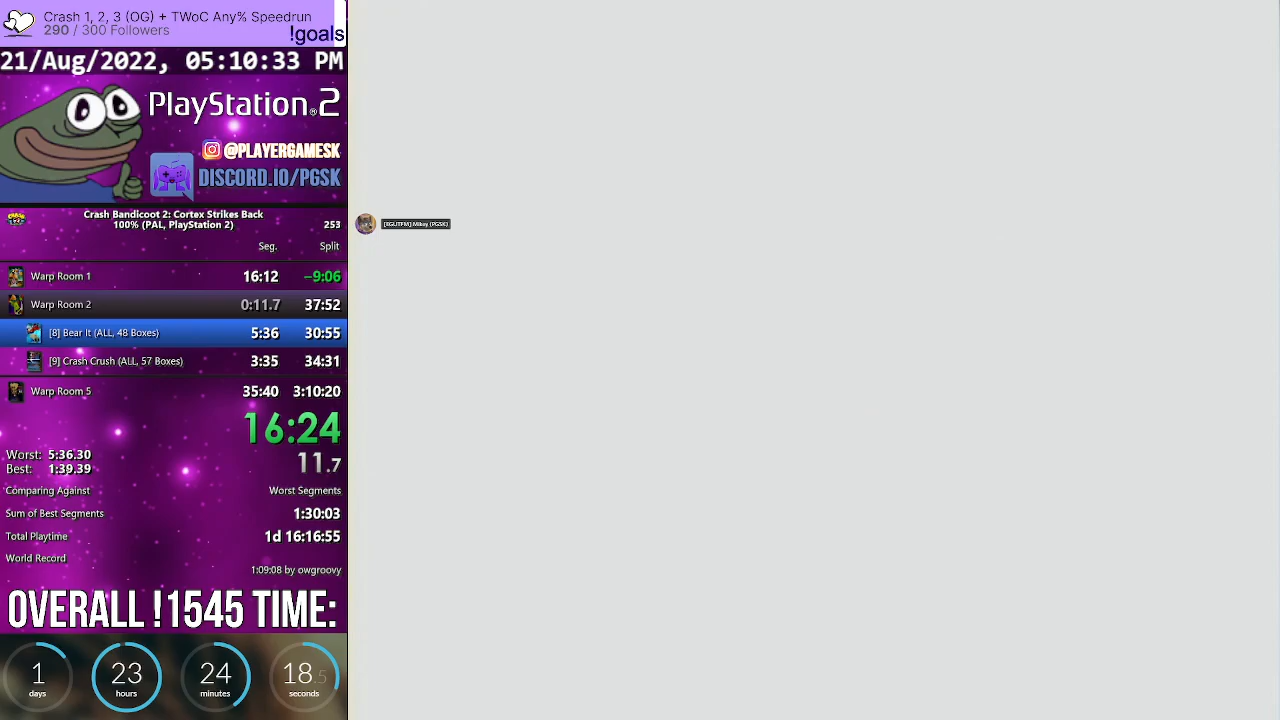 Crash 1, 2, 3 (OG) + TWoC Any% Speedrun
290 / 300 Followers
!goals
21/Aug/2022, 05:10:33 PM
PlayStation®2
@PLAYERGAMESK
DISCORD.IO/PGSK
Crash Bandicoot 2: Cortex Strikes Back
100% (PAL, PlayStation 2) 253
Seg. Split
Warp Room 1 16:12 −9:06
Warp Room 2 0:11.7 37:52
[8] Bear It (ALL, 48 Boxes) 5:36 30:55
[9] Crash Crush (ALL, 57 Boxes) 3:35 34:31
Warp Room 5 35:40 3:10:20
16:24
Worst: 5:36.30
Best: 1:39.39
11.7
Comparing Against Worst Segments
Sum of Best Segments 1:30:03
Total Playtime 1d 16:16:55
World Record
1:09:08 by owgroovy
OVERALL !1545 TIME:
1 days
23 hours
24 minutes
18.5 seconds
(PGSK)